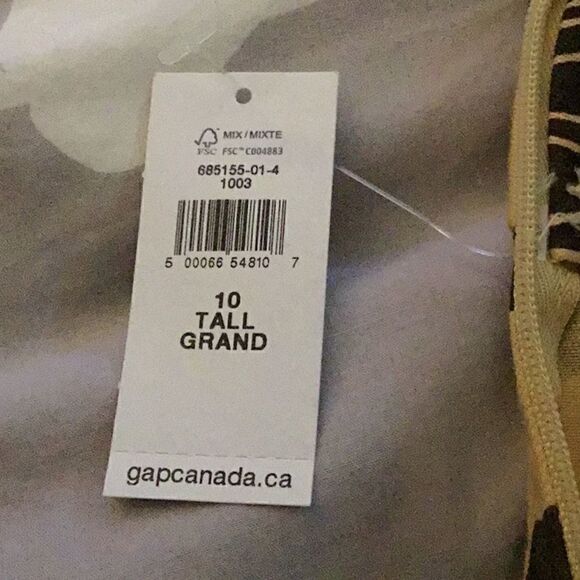 MIX / MIXTE
FSC FSC™ C004883
685155-01-4
1003
5 00066 54810 7
10
TALL
GRAND
gapcanada.ca